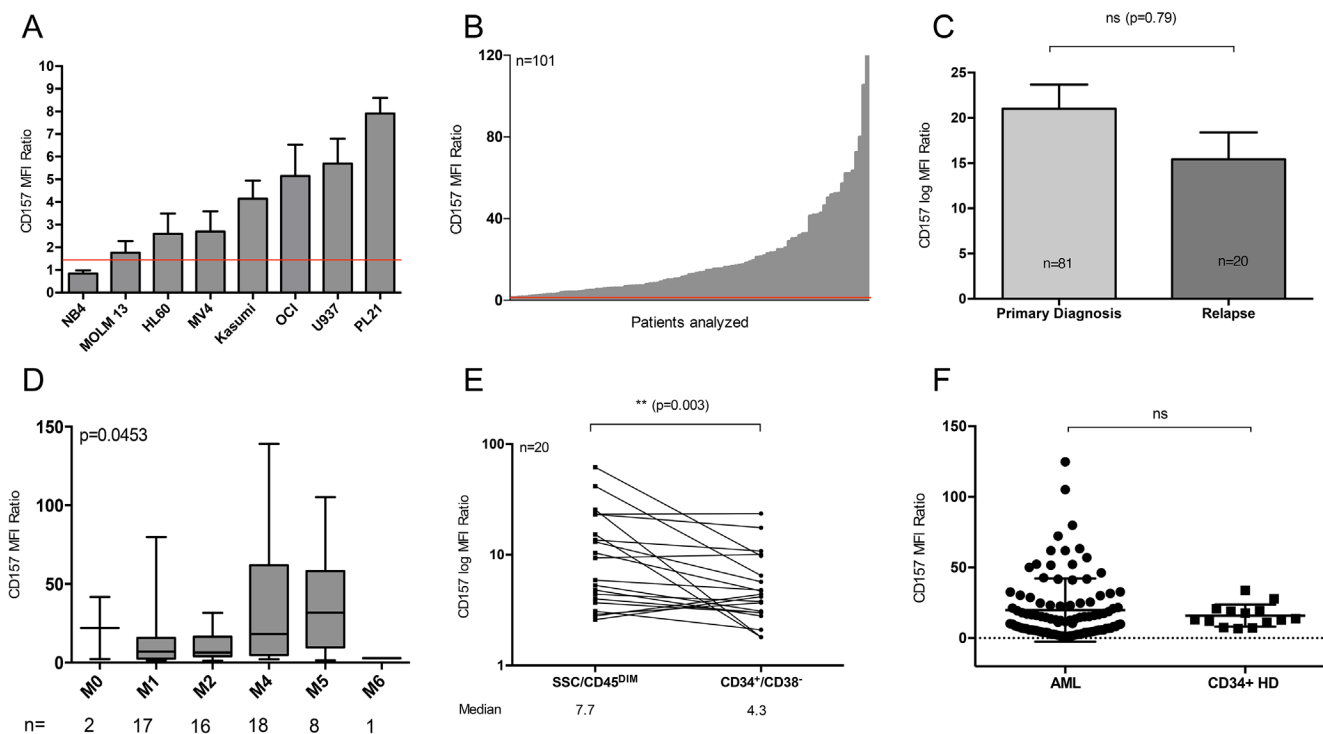 A
CD157 MFI Ratio
10
9
8
7
6
5
4
3
2
1
0
NB4
MOLM 13
HL60
MV4
Kasumi
OCI
U937
PL21
B
n=101
CD157 MFI Ratio
120
80
40
0
Patients analyzed
C
ns (p=0.79)
CD157 log MFI Ratio
25
20
15
10
5
0
n=81
n=20
Primary Diagnosis
Relapse
D
p=0.0453
CD157 MFI Ratio
150
100
50
0
M0
M1
M2
M4
M5
M6
n= 2 17 16 18 8 1
E
** (p=0.003)
n=20
CD157 log MFI Ratio
100
10
1
SSC/CD45ᴰᴵᴹ
CD34⁺/CD38⁻
Median 7.7 4.3
F
ns
CD157 MFI Ratio
150
100
50
0
AML
CD34+ HD